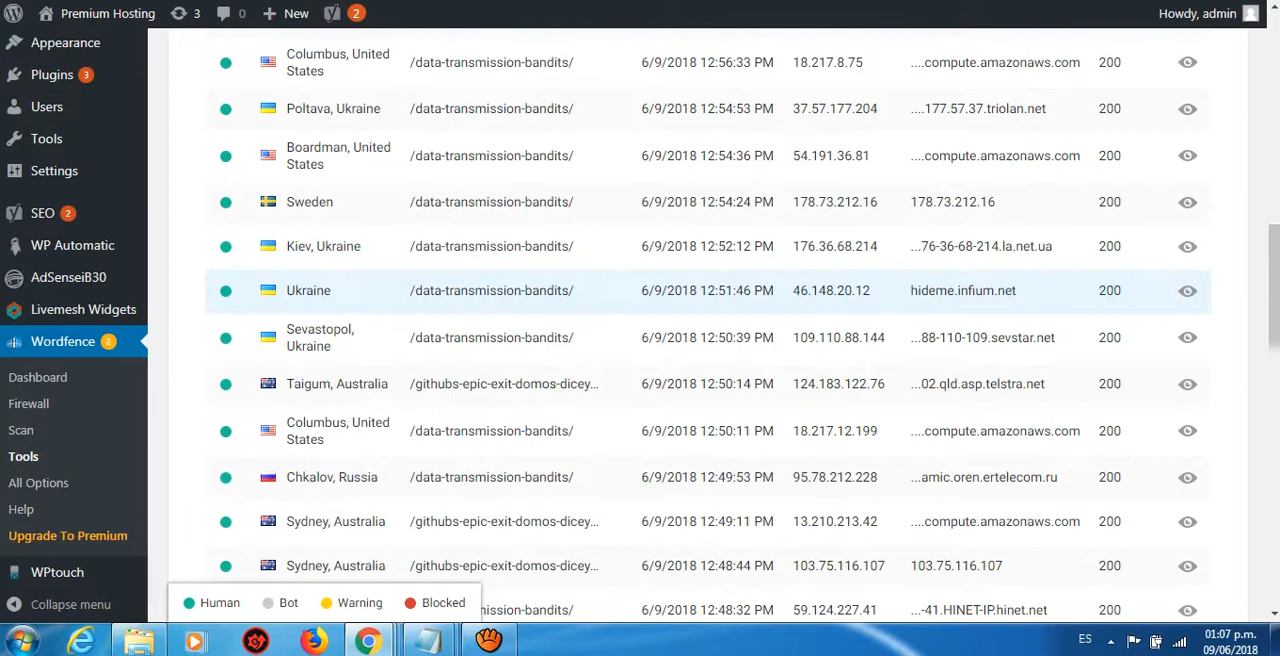 Premium Hosting 3 0 New 2 Howdy, admin
Appearance
Plugins 3
Users
Tools
Settings
SEO 2
WP Automatic
AdSenseiB30
Livemesh Widgets
Wordfence 2
Dashboard
Firewall
Scan
Tools
All Options
Help
Upgrade To Premium
WPtouch
Collapse menu
Columbus, United
States
/data-transmission-bandits/ 6/9/2018 12:56:33 PM 18.217.8.75 ....compute.amazonaws.com 200
Poltava, Ukraine /data-transmission-bandits/ 6/9/2018 12:54:53 PM 37.57.177.204 ....177.57.37.triolan.net 200
Boardman, United
States
/data-transmission-bandits/ 6/9/2018 12:54:36 PM 54.191.36.81 ....compute.amazonaws.com 200
Sweden /data-transmission-bandits/ 6/9/2018 12:54:24 PM 178.73.212.16 178.73.212.16 200
Kiev, Ukraine /data-transmission-bandits/ 6/9/2018 12:52:12 PM 176.36.68.214 ...76-36-68-214.la.net.ua 200
Ukraine /data-transmission-bandits/ 6/9/2018 12:51:46 PM 46.148.20.12 hideme.infium.net 200
Sevastopol,
Ukraine
/data-transmission-bandits/ 6/9/2018 12:50:39 PM 109.110.88.144 ...88-110-109.sevstar.net 200
Taigum, Australia /githubs-epic-exit-domos-dicey... 6/9/2018 12:50:14 PM 124.183.122.76 ...02.qld.asp.telstra.net 200
Columbus, United
States
/data-transmission-bandits/ 6/9/2018 12:50:11 PM 18.217.12.199 ....compute.amazonaws.com 200
Chkalov, Russia /data-transmission-bandits/ 6/9/2018 12:49:53 PM 95.78.212.228 ...amic.oren.ertelecom.ru 200
Sydney, Australia /githubs-epic-exit-domos-dicey... 6/9/2018 12:49:11 PM 13.210.213.42 ....compute.amazonaws.com 200
Sydney, Australia /githubs-epic-exit-domos-dicey... 6/9/2018 12:48:44 PM 103.75.116.107 103.75.116.107 200
-transmission-bandits/ 6/9/2018 12:48:32 PM 59.124.227.41 ...-41.HINET-IP.hinet.net 200
Human Bot Warning Blocked
ES 01:07 p.m.
09/06/2018